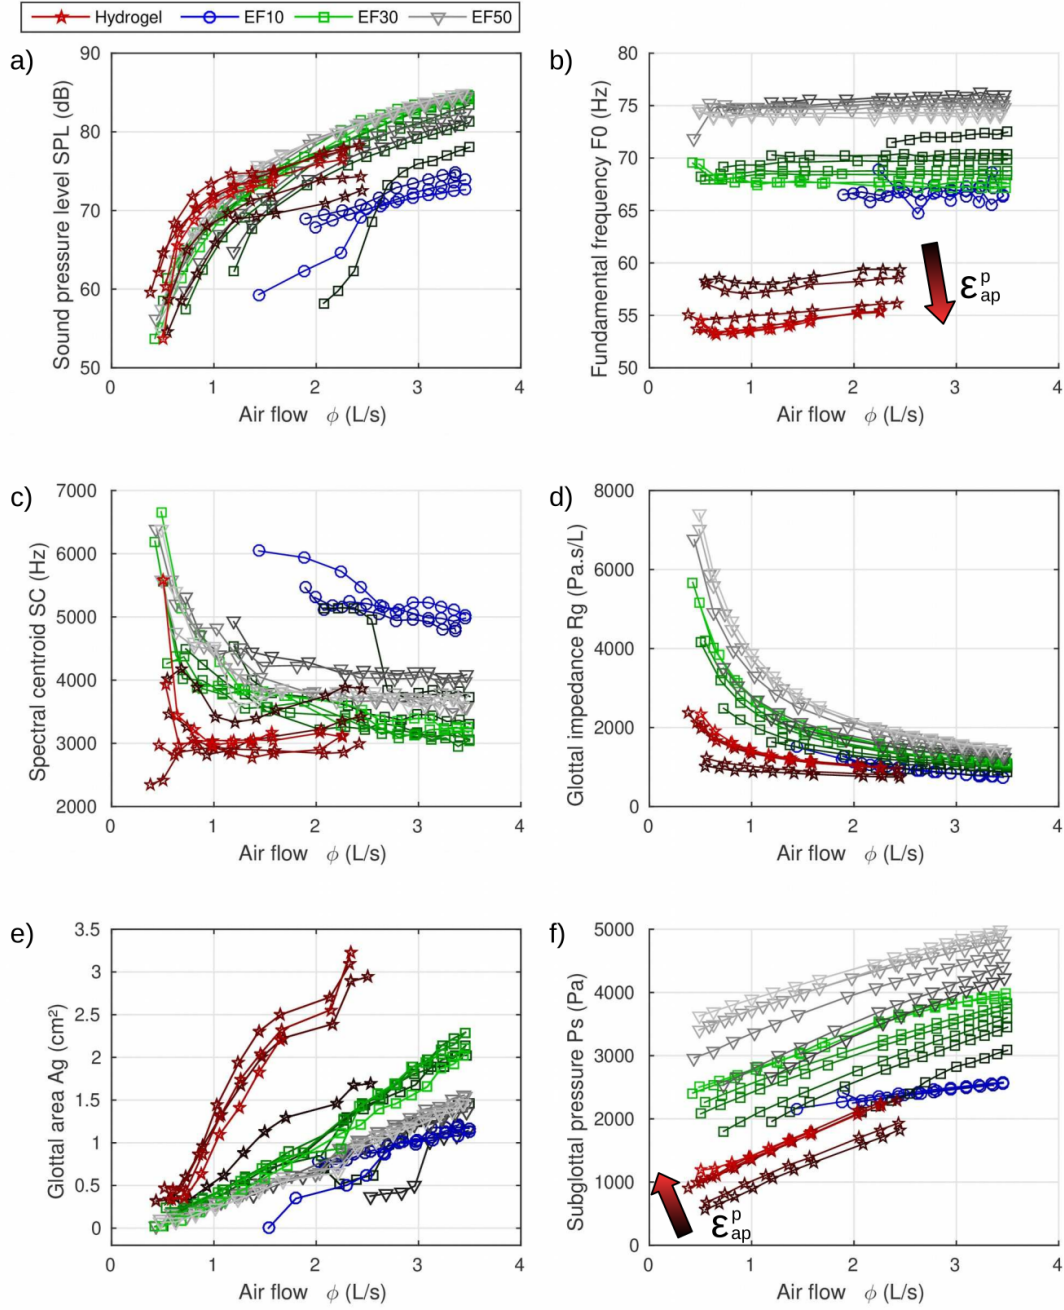 Hydrogel EF10 EF30 EF50
a)
90
80
70
60
50
0 1 2 3 4
Sound pressure level SPL (dB)
Air flow ϕ (L/s)
b)
80
75
70
65
60
55
50
0 1 2 3 4
Fundamental frequency F0 (Hz)
Air flow ϕ (L/s)
ε_ap^p
c)
7000
6000
5000
4000
3000
2000
0 1 2 3 4
Spectral centroid SC (Hz)
Air flow ϕ (L/s)
d)
8000
6000
4000
2000
0
0 1 2 3 4
Glottal impedance Rg (Pa.s/L)
Air flow ϕ (L/s)
e)
3.5
3
2.5
2
1.5
1
0.5
0
0 1 2 3 4
Glottal area Ag (cm²)
Air flow ϕ (L/s)
f)
5000
4000
3000
2000
1000
0
0 1 2 3 4
Subglottal pressure Ps (Pa)
Air flow ϕ (L/s)
ε_ap^p